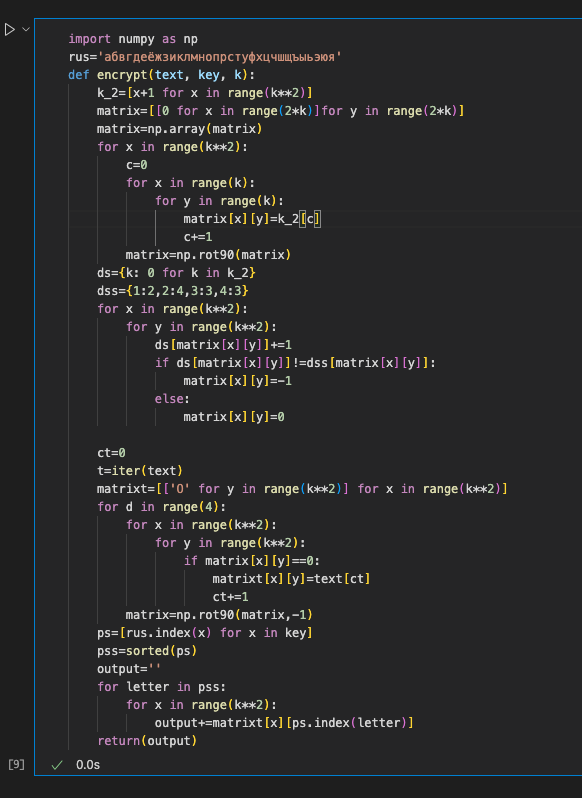 import numpy as np
rus='абвгдеёжзиклмнопрстуфхцчшщъыьэюя'
def encrypt(text, key, k):
    k_2=[x+1 for x in range(k**2)]
    matrix=[[0 for x in range(2*k)]for y in range(2*k)]
    matrix=np.array(matrix)
    for x in range(k**2):
        c=0
        for x in range(k):
            for y in range(k):
                matrix[x][y]=k_2[c]
                c+=1
        matrix=np.rot90(matrix)
    ds={k: 0 for k in k_2}
    dss={1:2,2:4,3:3,4:3}
    for x in range(k**2):
        for y in range(k**2):
            ds[matrix[x][y]]+=1
            if ds[matrix[x][y]]!=dss[matrix[x][y]]:
                matrix[x][y]=-1
            else:
                matrix[x][y]=0

    ct=0
    t=iter(text)
    matrixt=[['O' for y in range(k**2)] for x in range(k**2)]
    for d in range(4):
        for x in range(k**2):
            for y in range(k**2):
                if matrix[x][y]==0:
                    matrixt[x][y]=text[ct]
                    ct+=1
        matrix=np.rot90(matrix,-1)
    ps=[rus.index(x) for x in key]
    pss=sorted(ps)
    output=''
    for letter in pss:
        for x in range(k**2):
            output+=matrixt[x][ps.index(letter)]
    return(output)
[9] ✓ 0.0s